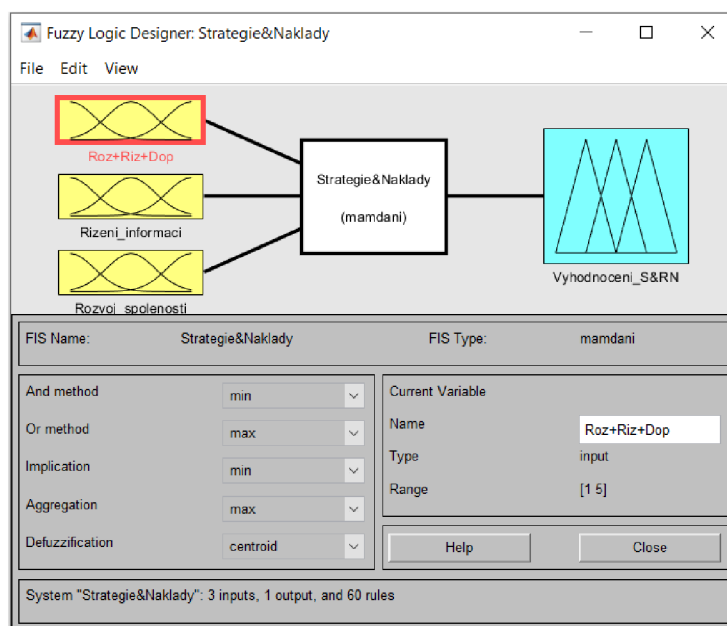 Fuzzy Logic Designer: Strategie&Naklady
File Edit View
Roz+Riz+Dop
Rizeni_informaci
Rozvoj_spolenosti
Strategie&Naklady
(mamdani)
Vyhodnoceni_S&RN
FIS Name: Strategie&Naklady FIS Type: mamdani
And method min
Or method max
Implication min
Aggregation max
Defuzzification centroid
Current Variable
Name Roz+Riz+Dop
Type input
Range [1 5]
Help Close
System "Strategie&Naklady": 3 inputs, 1 output, and 60 rules